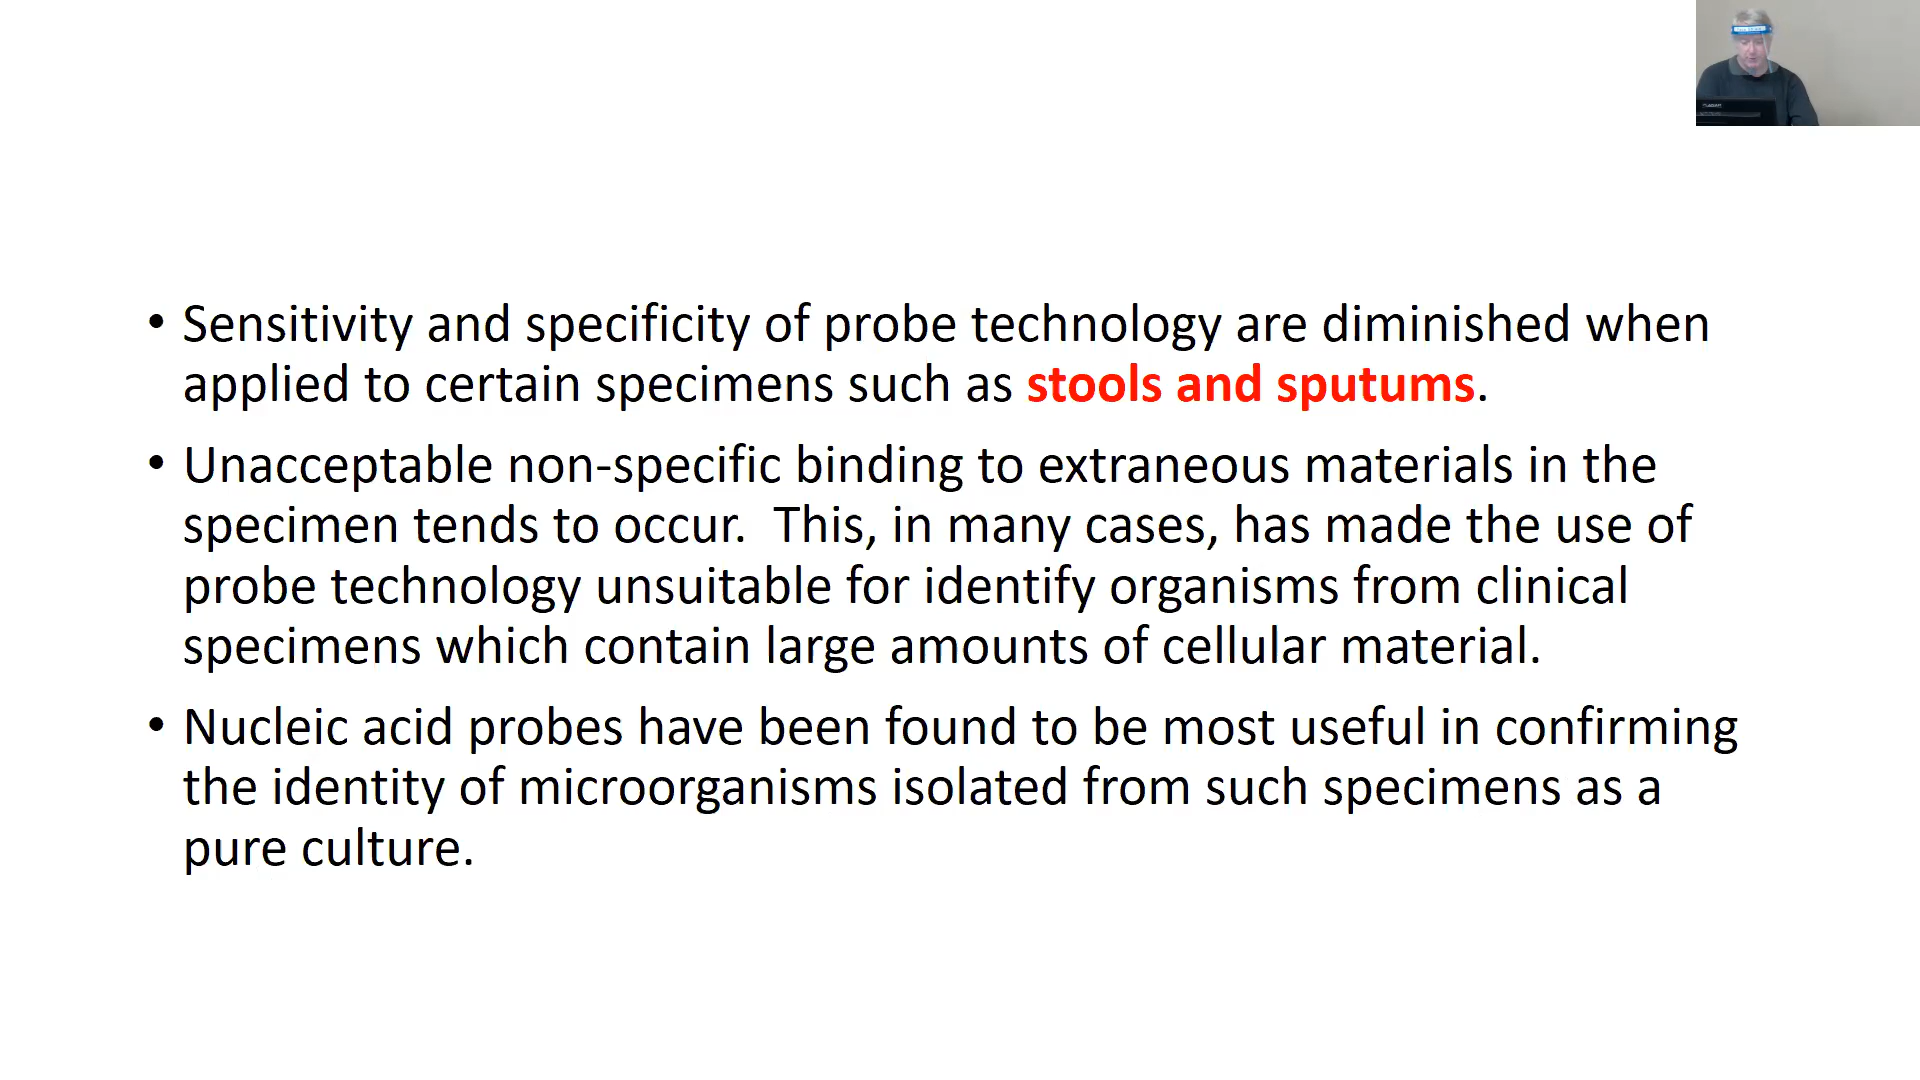 • Sensitivity and specificity of probe technology are diminished when
applied to certain specimens such as stools and sputums.
• Unacceptable non-specific binding to extraneous materials in the
specimen tends to occur.  This, in many cases, has made the use of
probe technology unsuitable for identify organisms from clinical
specimens which contain large amounts of cellular material.
• Nucleic acid probes have been found to be most useful in confirming
the identity of microorganisms isolated from such specimens as a
pure culture.